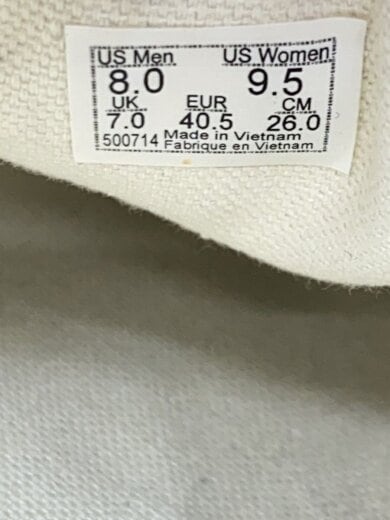 US Men US Women
8.0 9.5
UK EUR CM
7.0 40.5 26.0
500714 Made in Vietnam
Fabrique en Vietnam